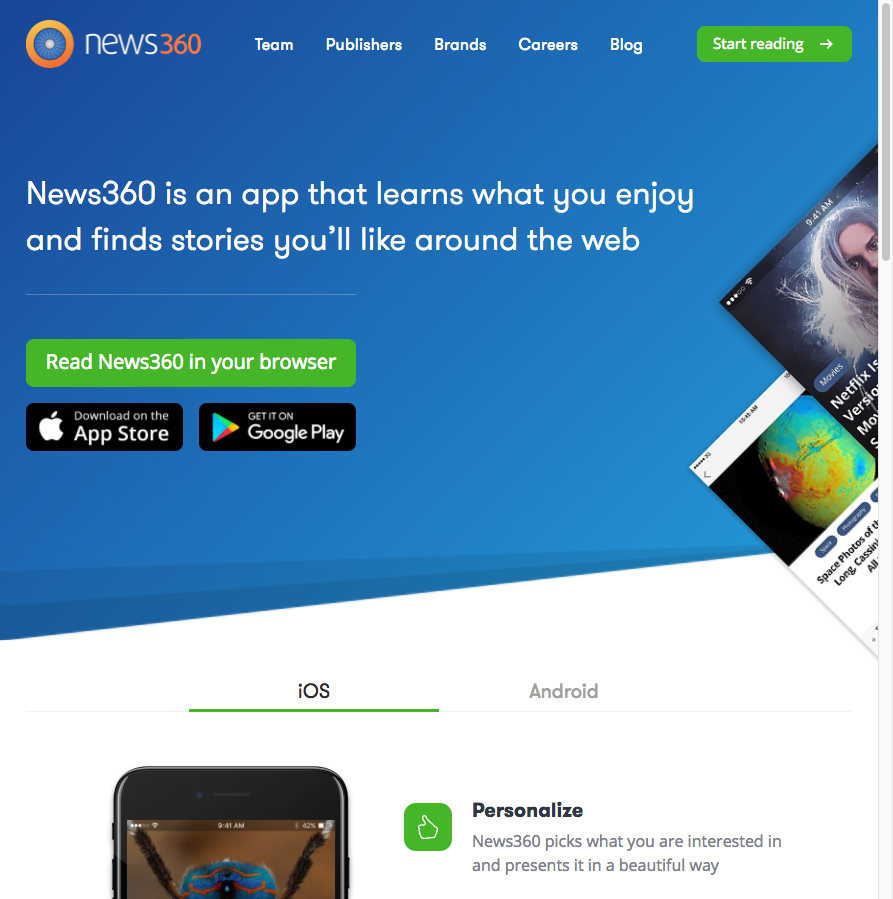 news360
Team
Publishers
Brands
Careers
Blog
Start reading
News360 is an app that learns what you enjoy
and finds stories you'll like around the web
Read News360 in your browser
Download on the
App Store
GET IT ON
Google Play
9:41 AM
Movies
Netflix Is
Versio
Mov
10:15 AM
Space
Photography
Space Photos of th
Long, Cassini
All
iOS
Android
9:41 AM
42%
Personalize
News360 picks what you are interested in
and presents it in a beautiful way